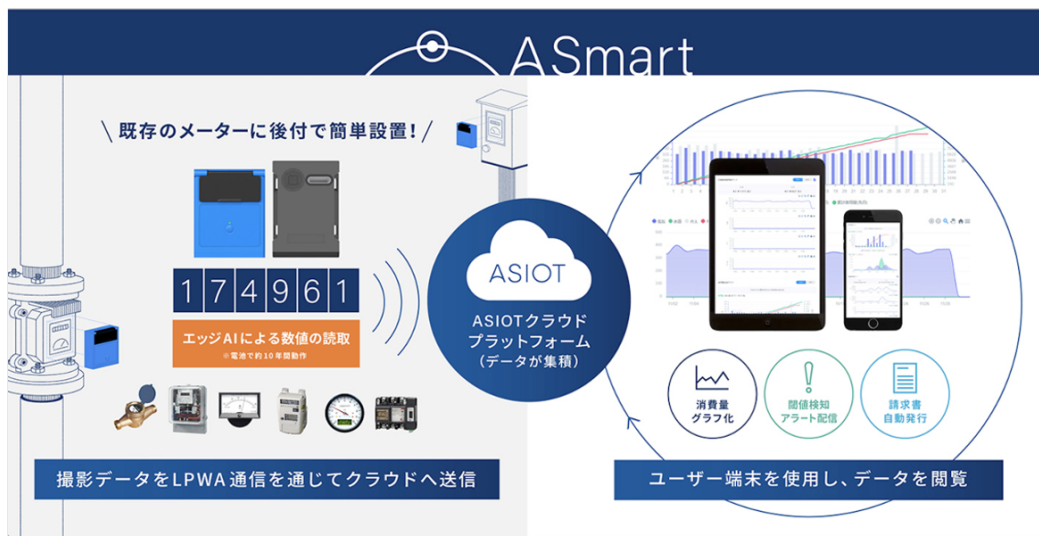 ASmart
既存のメーターに後付で簡単設置!
174961
エッジAIによる数値の読取
※電池で約10年間動作
撮影データをLPWA通信を通じてクラウドへ送信
ASIOT
ASIOTクラウド
プラットフォーム
(データが集積)
消費量
グラフ化
閾値検知
アラート配信
請求書
自動発行
ユーザー端末を使用し、データを閲覧